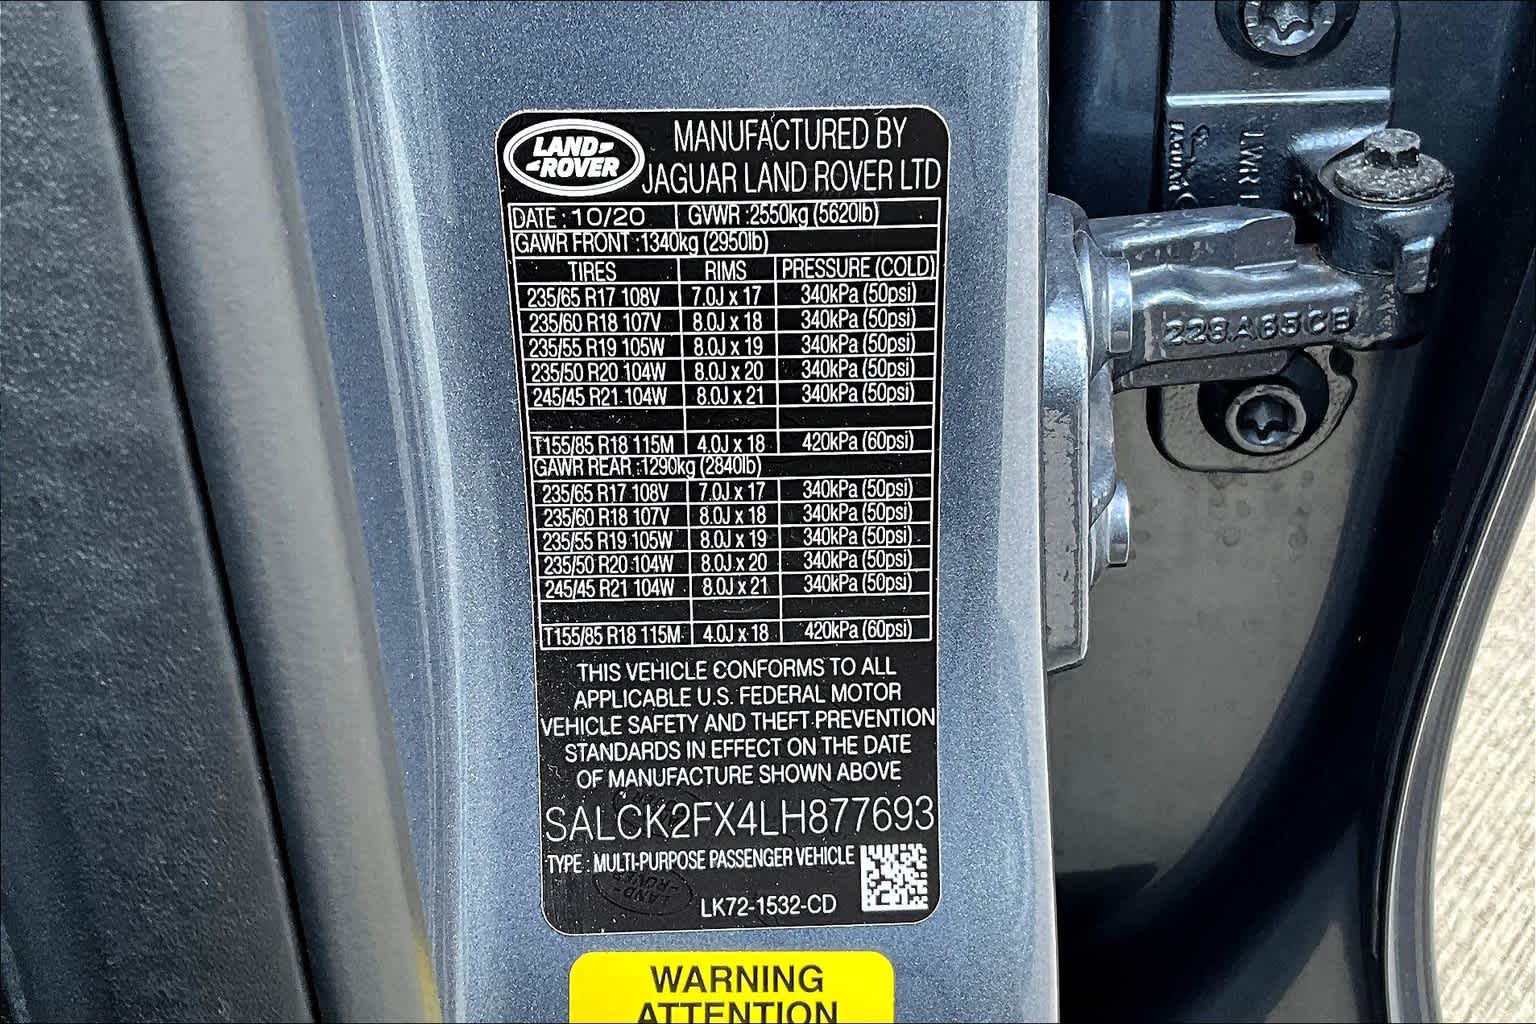 LAND ROVER
MANUFACTURED BY
JAGUAR LAND ROVER LTD
DATE : 10/20 GVWR :2550kg (5620lb)
GAWR FRONT :1340kg (2950lb)
TIRES RIMS PRESSURE (COLD)
235/65 R17 108V 7.0J x 17 340kPa (50psi)
235/60 R18 107V 8.0J x 18 340kPa (50psi)
235/55 R19 105W 8.0J x 19 340kPa (50psi)
235/50 R20 104W 8.0J x 20 340kPa (50psi)
245/45 R21 104W 8.0J x 21 340kPa (50psi)
T155/85 R18 115M 4.0J x 18 420kPa (60psi)
GAWR REAR :1290kg (2840lb)
235/65 R17 108V 7.0J x 17 340kPa (50psi)
235/60 R18 107V 8.0J x 18 340kPa (50psi)
235/55 R19 105W 8.0J x 19 340kPa (50psi)
235/50 R20 104W 8.0J x 20 340kPa (50psi)
245/45 R21 104W 8.0J x 21 340kPa (50psi)
T155/85 R18 115M 4.0J x 18 420kPa (60psi)
THIS VEHICLE CONFORMS TO ALL
APPLICABLE U.S. FEDERAL MOTOR
VEHICLE SAFETY AND THEFT PREVENTION
STANDARDS IN EFFECT ON THE DATE
OF MANUFACTURE SHOWN ABOVE
SALCK2FX4LH877693
TYPE : MULTI-PURPOSE PASSENGER VEHICLE
LAND ROVER
LK72-1532-CD
WARNING
ATTENTION
JAGUAR
228A65CB